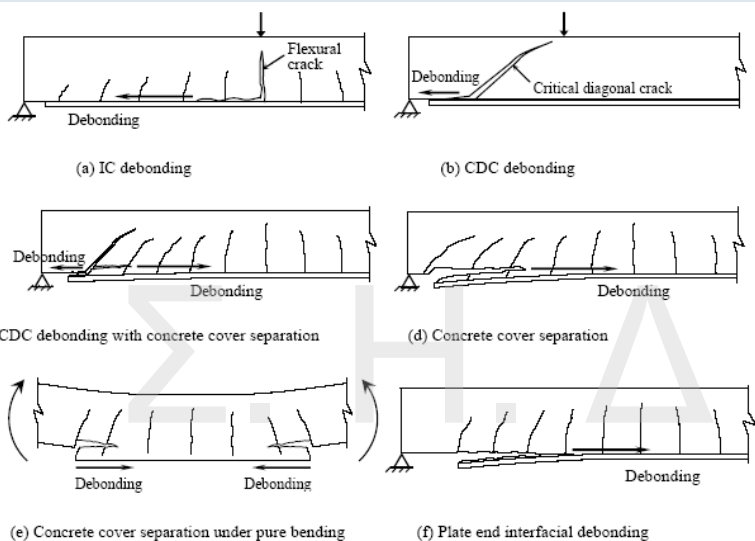 Flexural
crack
Debonding
(a) IC debonding
Debonding
Critical diagonal crack
(b) CDC debonding
Debonding
Debonding
CDC debonding with concrete cover separation
Debonding
(d) Concrete cover separation
Debonding
Debonding
(e) Concrete cover separation under pure bending
Debonding
(f) Plate end interfacial debonding
Σ.Η.Δ